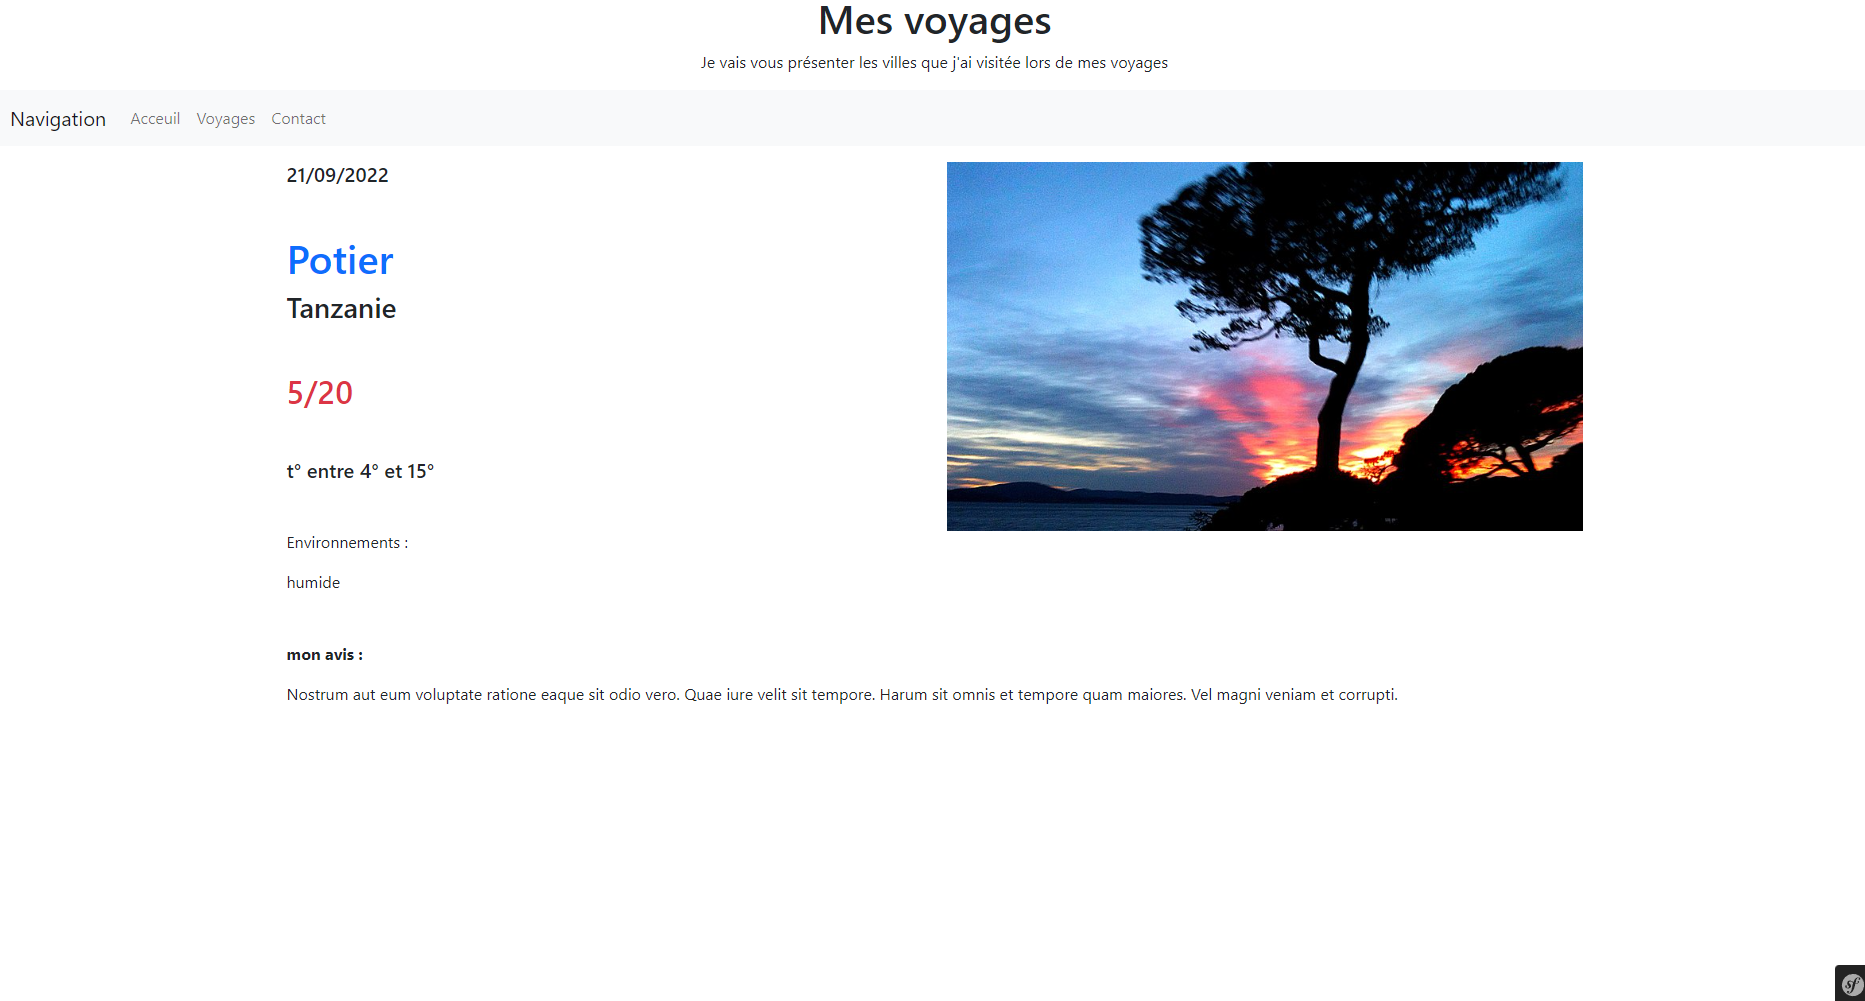 Mes voyages
Je vais vous présenter les villes que j'ai visitée lors de mes voyages
Navigation Acceuil Voyages Contact
21/09/2022
Potier
Tanzanie
5/20
t° entre 4° et 15°
Environnements :
humide
mon avis :
Nostrum aut eum voluptate ratione eaque sit odio vero. Quae iure velit sit tempore. Harum sit omnis et tempore quam maiores. Vel magni veniam et corrupti.
sf